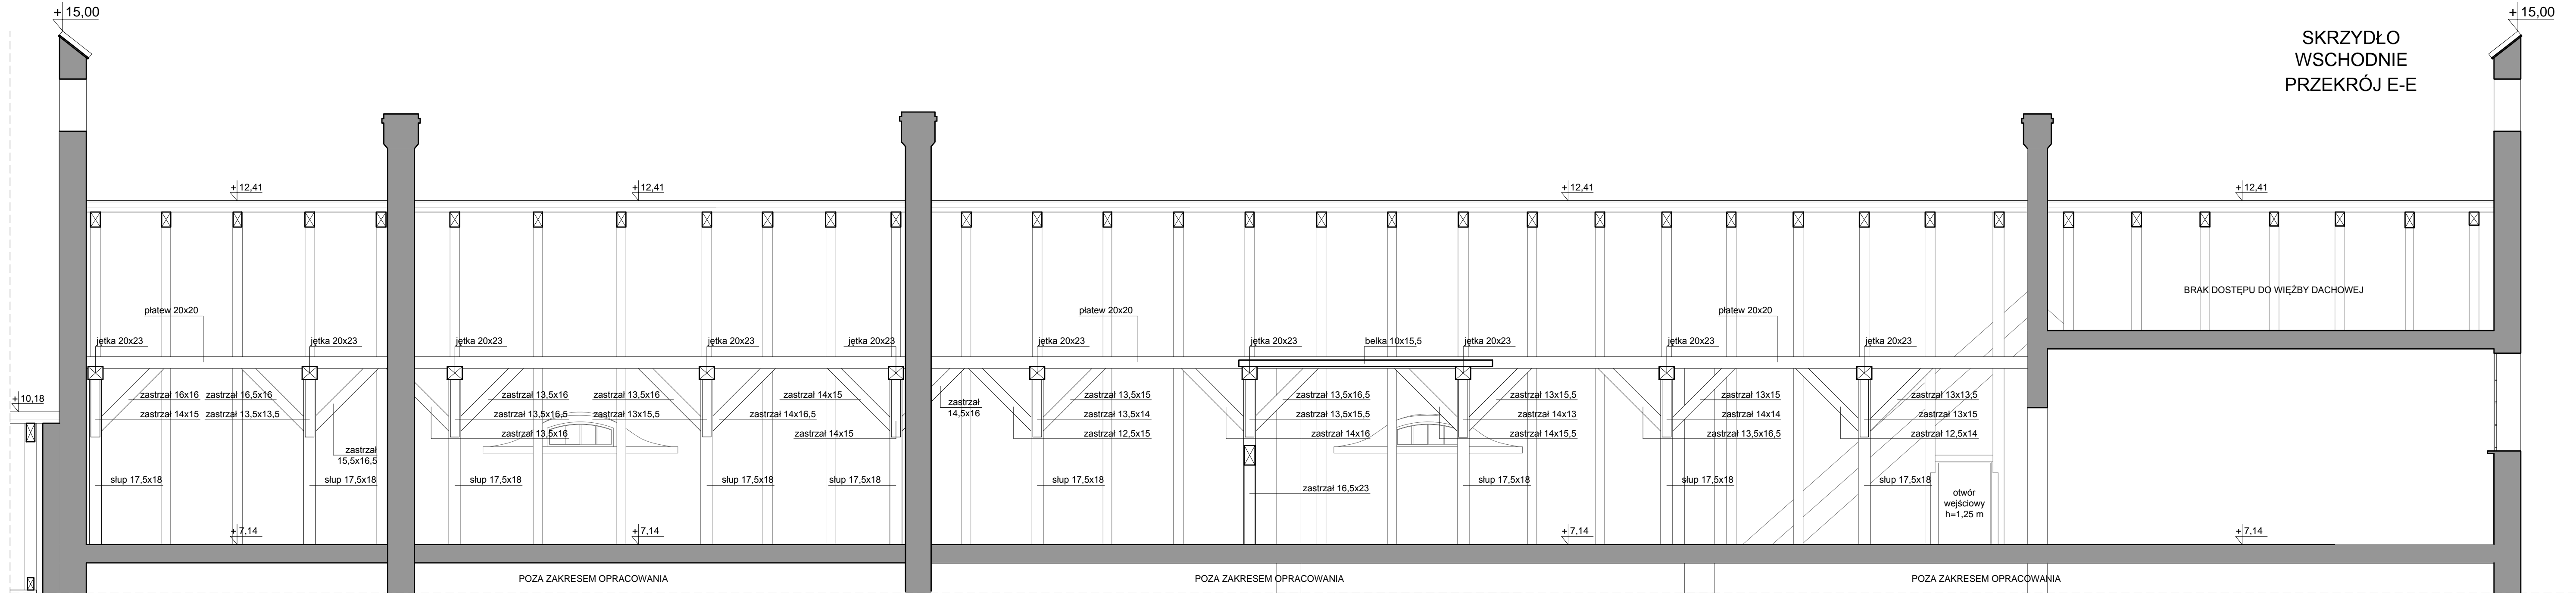 + 15,00
+ 15,00
SKRZYDŁO
WSCHODNIE
PRZEKRÓJ E-E
+ 12,41
+ 12,41
+ 12,41
+ 12,41
BRAK DOSTĘPU DO WIĘŹBY DACHOWEJ
płatew 20x20
płatew 20x20
płatew 20x20
jętka 20x23
jętka 20x23
jętka 20x23
jętka 20x23
jętka 20x23
jętka 20x23
jętka 20x23
belka 10x15,5
jętka 20x23
jętka 20x23
jętka 20x23
+ 10,18
zastrzał 16x16
zastrzał 16,5x16
zastrzał 14x15
zastrzał 13,5x13,5
zastrzał
15,5x16,5
zastrzał 13,5x16
zastrzał 13,5x16,5
zastrzał 13,5x16
zastrzał 13,5x16
zastrzał 13x15,5
zastrzał 14x15
zastrzał 14x16,5
zastrzał 14x15
zastrzał
14,5x16
zastrzał 13,5x15
zastrzał 13,5x14
zastrzał 12,5x15
zastrzał 13,5x16,5
zastrzał 13,5x15,5
zastrzał 14x16
zastrzał 13x15,5
zastrzał 14x13
zastrzał 14x15,5
zastrzał 13x15
zastrzał 14x14
zastrzał 13,5x16,5
zastrzał 13x13,5
zastrzał 13x15
zastrzał 12,5x14
słup 17,5x18
słup 17,5x18
słup 17,5x18
słup 17,5x18
słup 17,5x18
słup 17,5x18
zastrzał 16,5x23
słup 17,5x18
słup 17,5x18
słup 17,5x18
otwór
wejściowy
h=1,25 m
+ 7,14
+ 7,14
+ 7,14
+ 7,14
POZA ZAKRESEM OPRACOWANIA
POZA ZAKRESEM OPRACOWANIA
POZA ZAKRESEM OPRACOWANIA